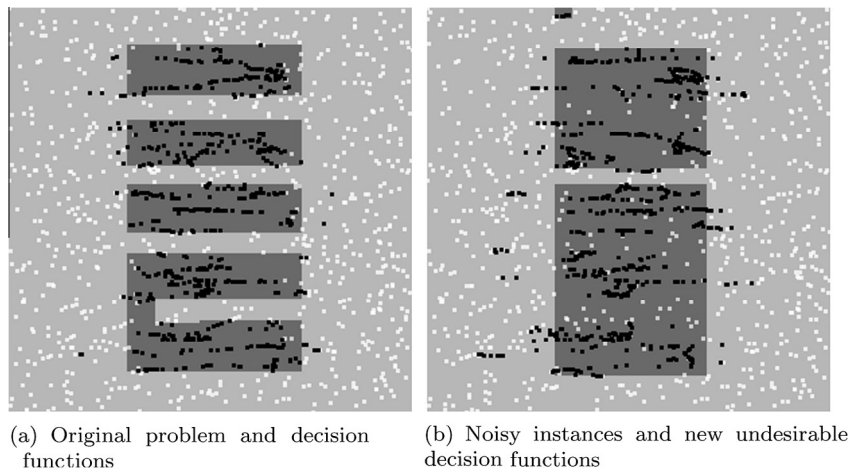 (a) Original problem and decision
functions
(b) Noisy instances and new undesirable
decision functions